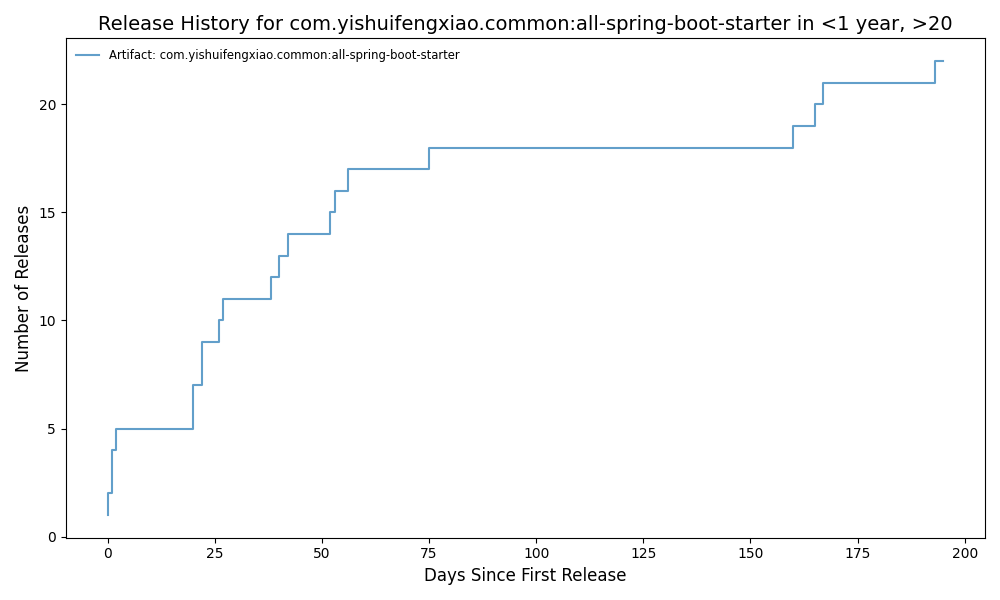 Release History for com.yishuifengxiao.common:all-spring-boot-starter in <1 year, >20
Artifact: com.yishuifengxiao.common:all-spring-boot-starter
Number of Releases
20
15
10
5
0
0 25 50 75 100 125 150 175 200
Days Since First Release